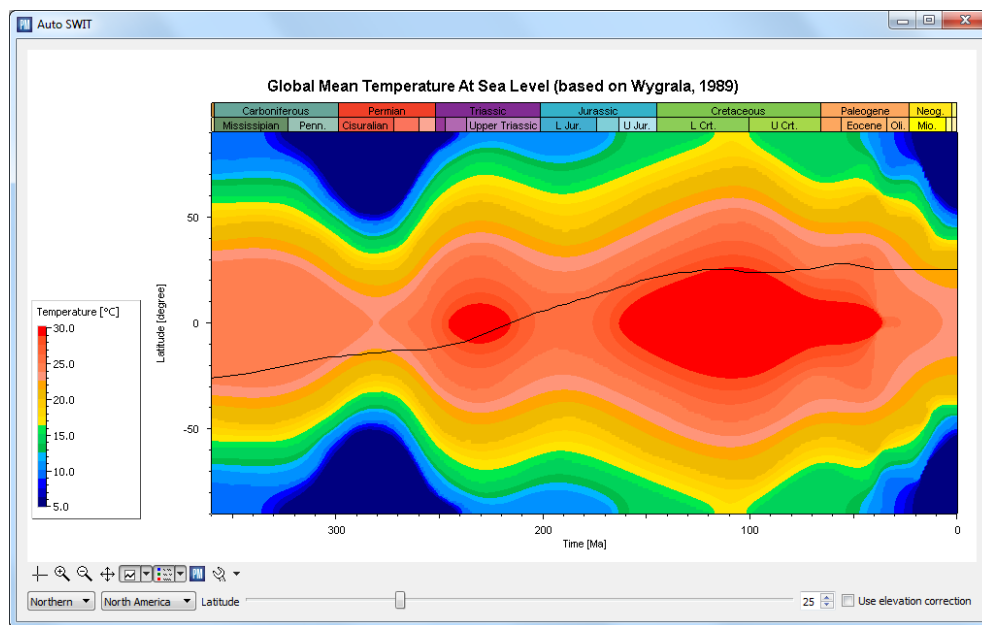 PM Auto SWIT
Global Mean Temperature At Sea Level (based on Wygrala, 1989)
Carboniferous Permian Triassic Jurassic Cretaceous Paleogene Neog.
Mississipian Penn. Cisuralian Upper Triassic L Jur. U Jur. L Crt. U Crt. Eocene Oli. Mio.
50
0
-50
Latitude [degree]
Temperature [°C]
30.0
25.0
20.0
15.0
10.0
5.0
300 200 100 0
Time [Ma]
PM
Northern North America Latitude 25 Use elevation correction